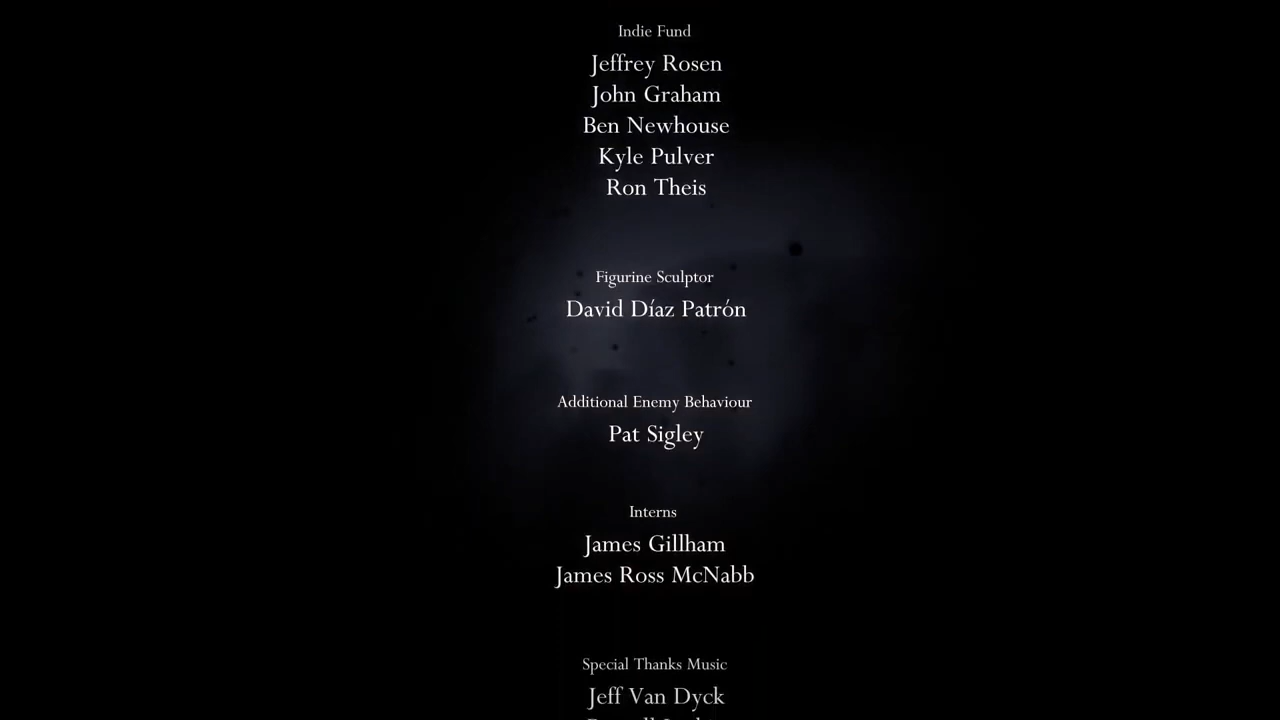 Indie Fund
Jeffrey Rosen
John Graham
Ben Newhouse
Kyle Pulver
Ron Theis
Figurine Sculptor
David Díaz Patrón
Additional Enemy Behaviour
Pat Sigley
Interns
James Gillham
James Ross McNabb
Special Thanks Music
Jeff Van Dyck